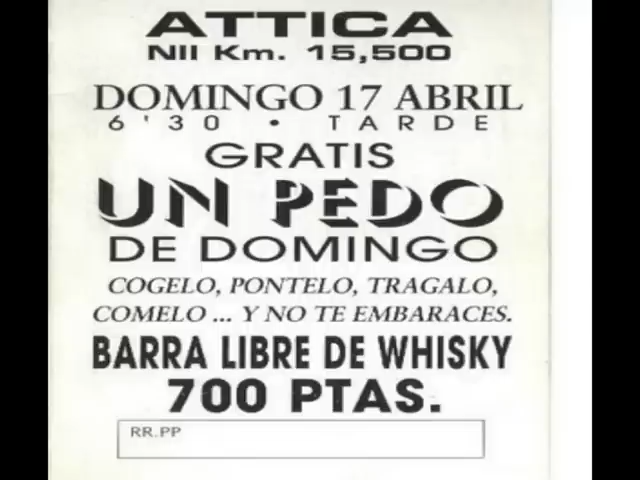 ATTICA
NII Km. 15,500
DOMINGO 17 ABRIL
6'30 • TARDE
GRATIS
UN PEDO
DE DOMINGO
COGELO, PONTELO, TRAGALO,
COMELO ... Y NO TE EMBARACES.
BARRA LIBRE DE WHISKY
700 PTAS.
RR.PP